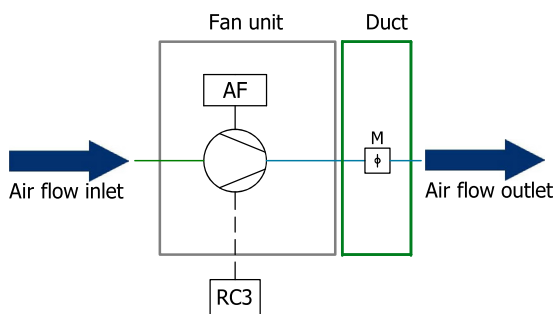 Fan unit
Duct
AF
M
ϕ
Air flow inlet
Air flow outlet
RC3